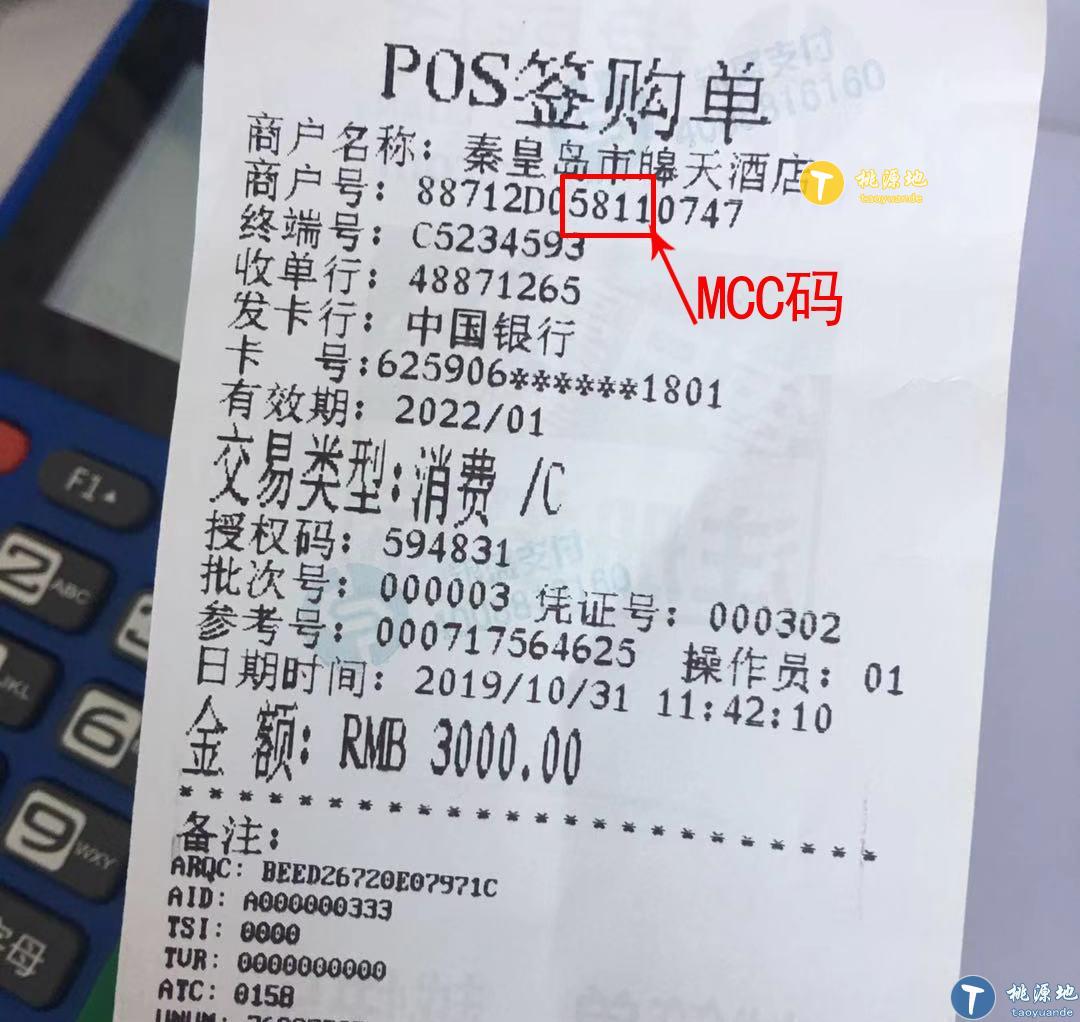 POS签购单
商户名称：秦皇岛市皞天酒店
商户号：88712D058110747
终端号：C5234593
收单行：48871265
发卡行：中国银行
卡 号:625906******1801
有效期：2022/01
交易类型:消费 /C
授权码：594831
批次号：000003 凭证号：000302
参考号：000717564625 操作员：01
日期时间：2019/10/31 11:42:10
金 额：RMB 3000.00
************************
备注：
ARQC: BEED26720E07971C
AID: A000000333
TSI: 0000
TVR: 0000000000
ATC: 015B
MCC码
T 桃源地
taoyuande
F1
2 ABC
JKL
6
9 WXY
字母
T 桃源地
taoyuande